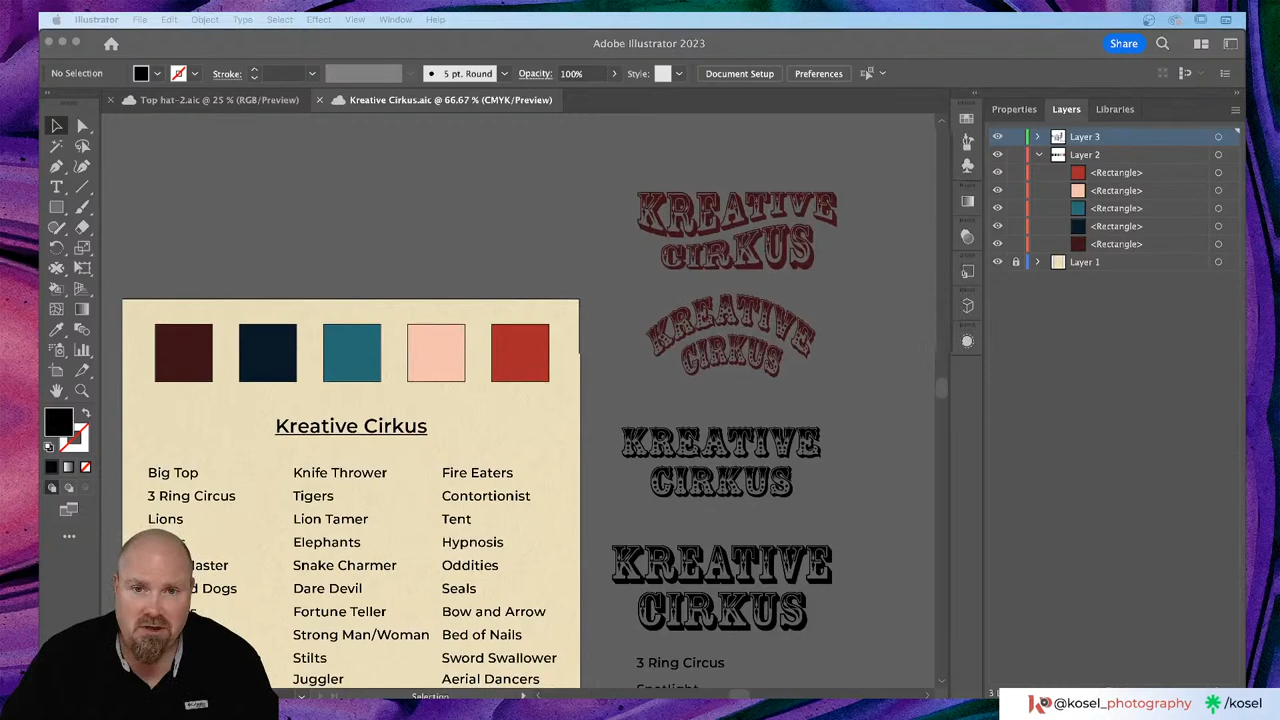 Illustrator File Edit Object Type Select Effect View Window Help
Adobe Illustrator 2023
Share
No Selection Stroke: 5 pt. Round Opacity: 100% Style: Document Setup Preferences
Top hat-2.aic @ 25 % (RGB/Preview) Kreative Cirkus.aic @ 66.67 % (CMYK/Preview)
Properties Layers Libraries
Layer 3
Layer 2
<Rectangle>
<Rectangle>
<Rectangle>
<Rectangle>
<Rectangle>
Layer 1
KREATIVE
CIRKUS
KREATIVE
CIRKUS
KREATIVE
CIRKUS
KREATIVE
CIRKUS
3 Ring Circus
Spotlight
Kreative Cirkus
Big Top Knife Thrower Fire Eaters
3 Ring Circus Tigers Contortionist
Lions Lion Tamer Tent
Elephants Hypnosis
Snake Charmer Oddities
Dogs Dare Devil Seals
Fortune Teller Bow and Arrow
Strong Man/Woman Bed of Nails
Stilts Sword Swallower
Juggler Aerial Dancers
Selection
@kosel_photography /kosel